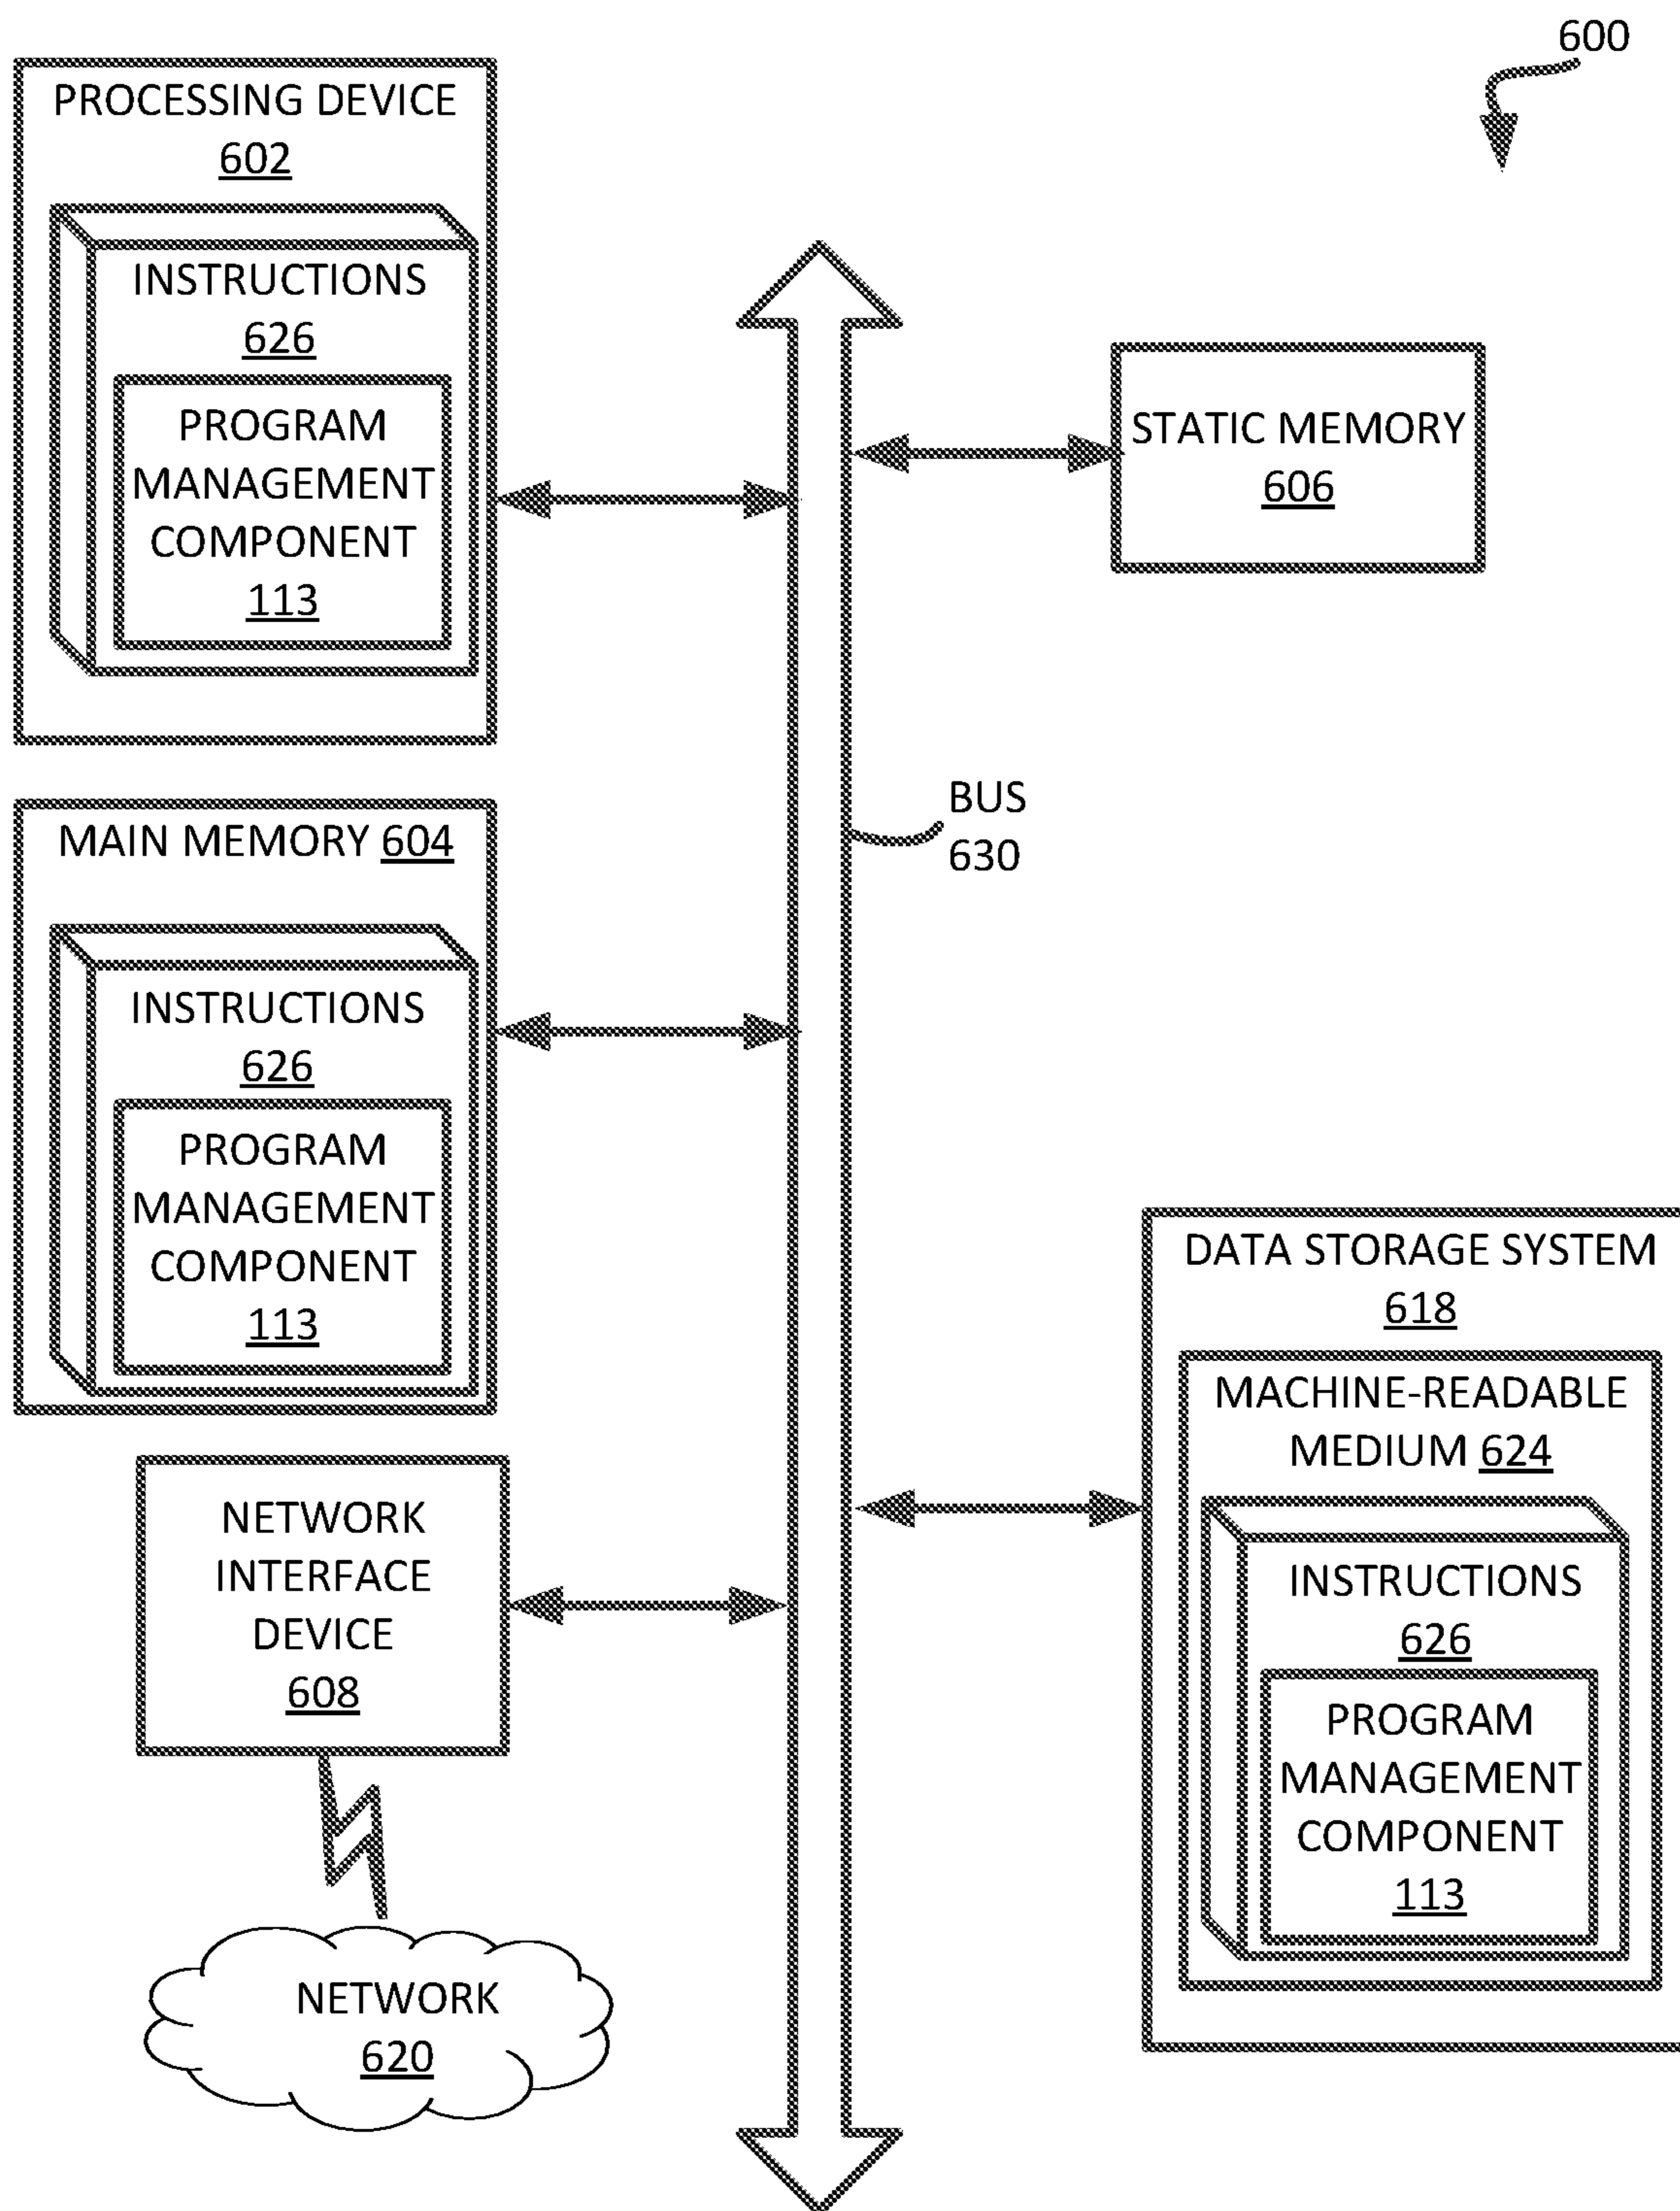 600
PROCESSING DEVICE
602
INSTRUCTIONS
626
PROGRAM
MANAGEMENT
COMPONENT
113
STATIC MEMORY
606
BUS
630
MAIN MEMORY 604
INSTRUCTIONS
626
PROGRAM
MANAGEMENT
COMPONENT
113
DATA STORAGE SYSTEM
618
MACHINE-READABLE
MEDIUM 624
INSTRUCTIONS
626
PROGRAM
MANAGEMENT
COMPONENT
113
NETWORK
INTERFACE
DEVICE
608
NETWORK
620